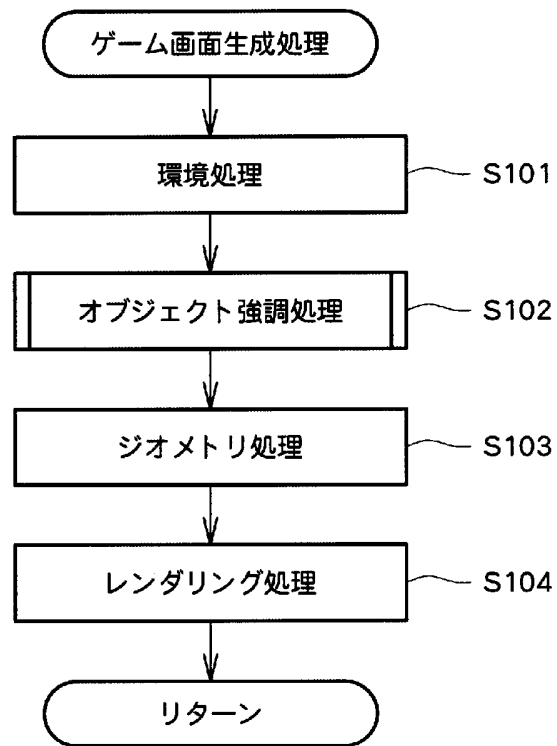 ゲーム画面生成処理
環境処理
S101
オブジェクト強調処理
S102
ジオメトリ処理
S103
レンダリング処理
S104
リターン